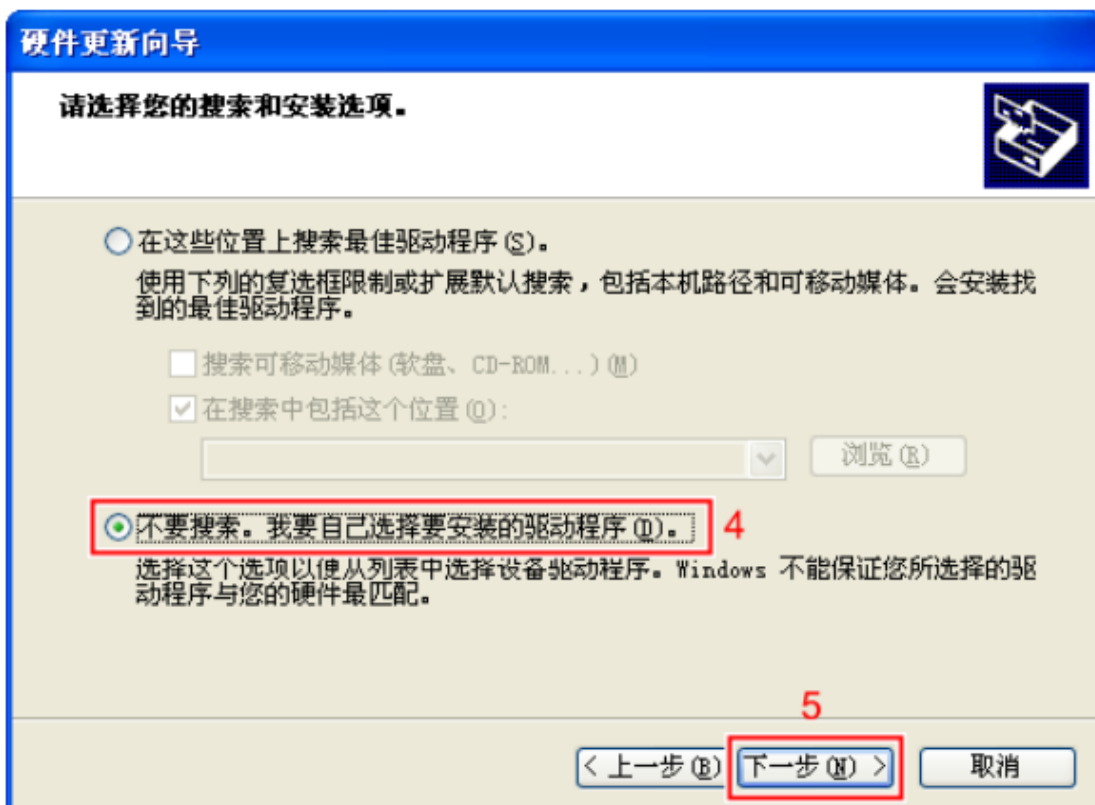 硬件更新向导
请选择您的搜索和安装选项。
在这些位置上搜索最佳驱动程序(S)。
使用下列的复选框限制或扩展默认搜索，包括本机路径和可移动媒体。会安装找
到的最佳驱动程序。
搜索可移动媒体(软盘、CD-ROM...)(M)
在搜索中包括这个位置(O):
浏览(R)
不要搜索。我要自己选择要安装的驱动程序(D)。 4
选择这个选项以便从列表中选择设备驱动程序。Windows 不能保证您所选择的驱
动程序与您的硬件最匹配。
5
< 上一步(B) 下一步(N) > 取消